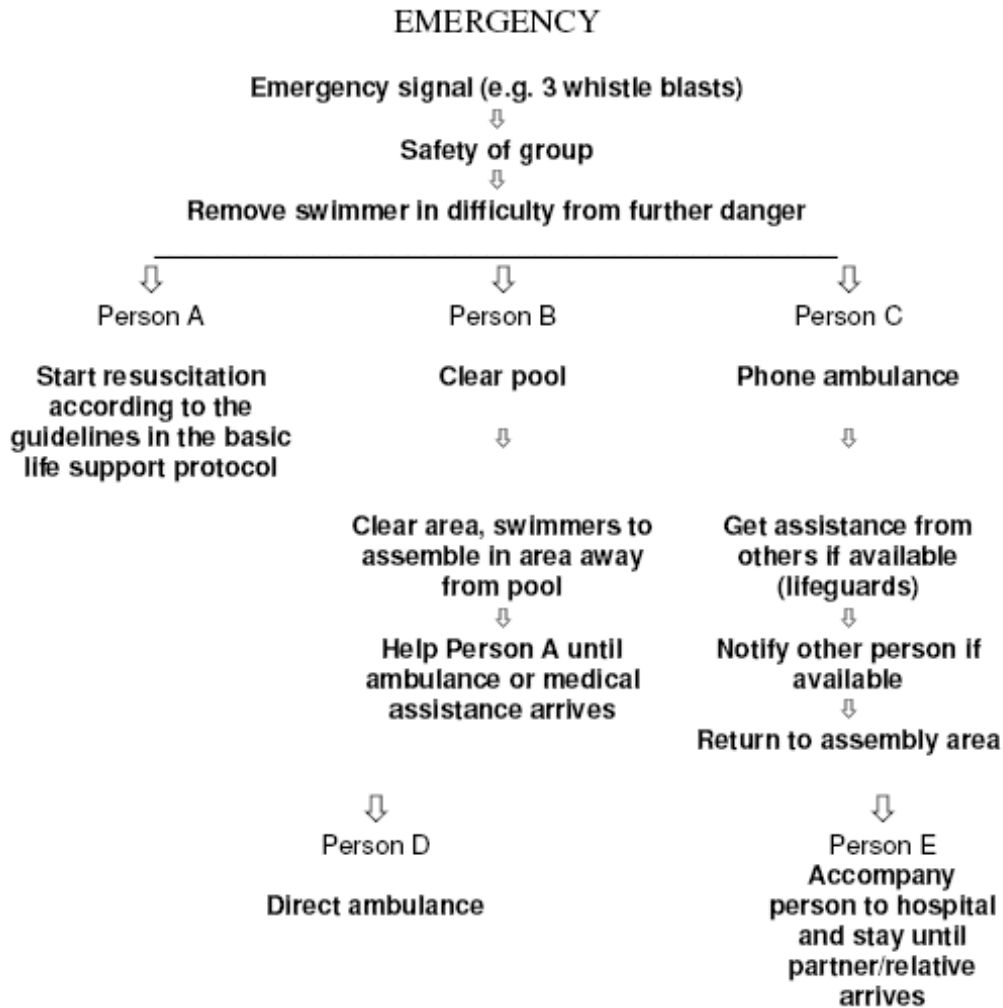 EMERGENCY
Emergency signal (e.g. 3 whistle blasts)
Safety of group
Remove swimmer in difficulty from further danger
Person A
Start resuscitation
according to the
guidelines in the basic
life support protocol
Person B
Clear pool
Clear area, swimmers to
assemble in area away
from pool
Help Person A until
ambulance or medical
assistance arrives
Person C
Phone ambulance
Get assistance from
others if available
(lifeguards)
Notify other person if
available
Return to assembly area
Person D
Direct ambulance
Person E
Accompany
person to hospital
and stay until
partner/relative
arrives